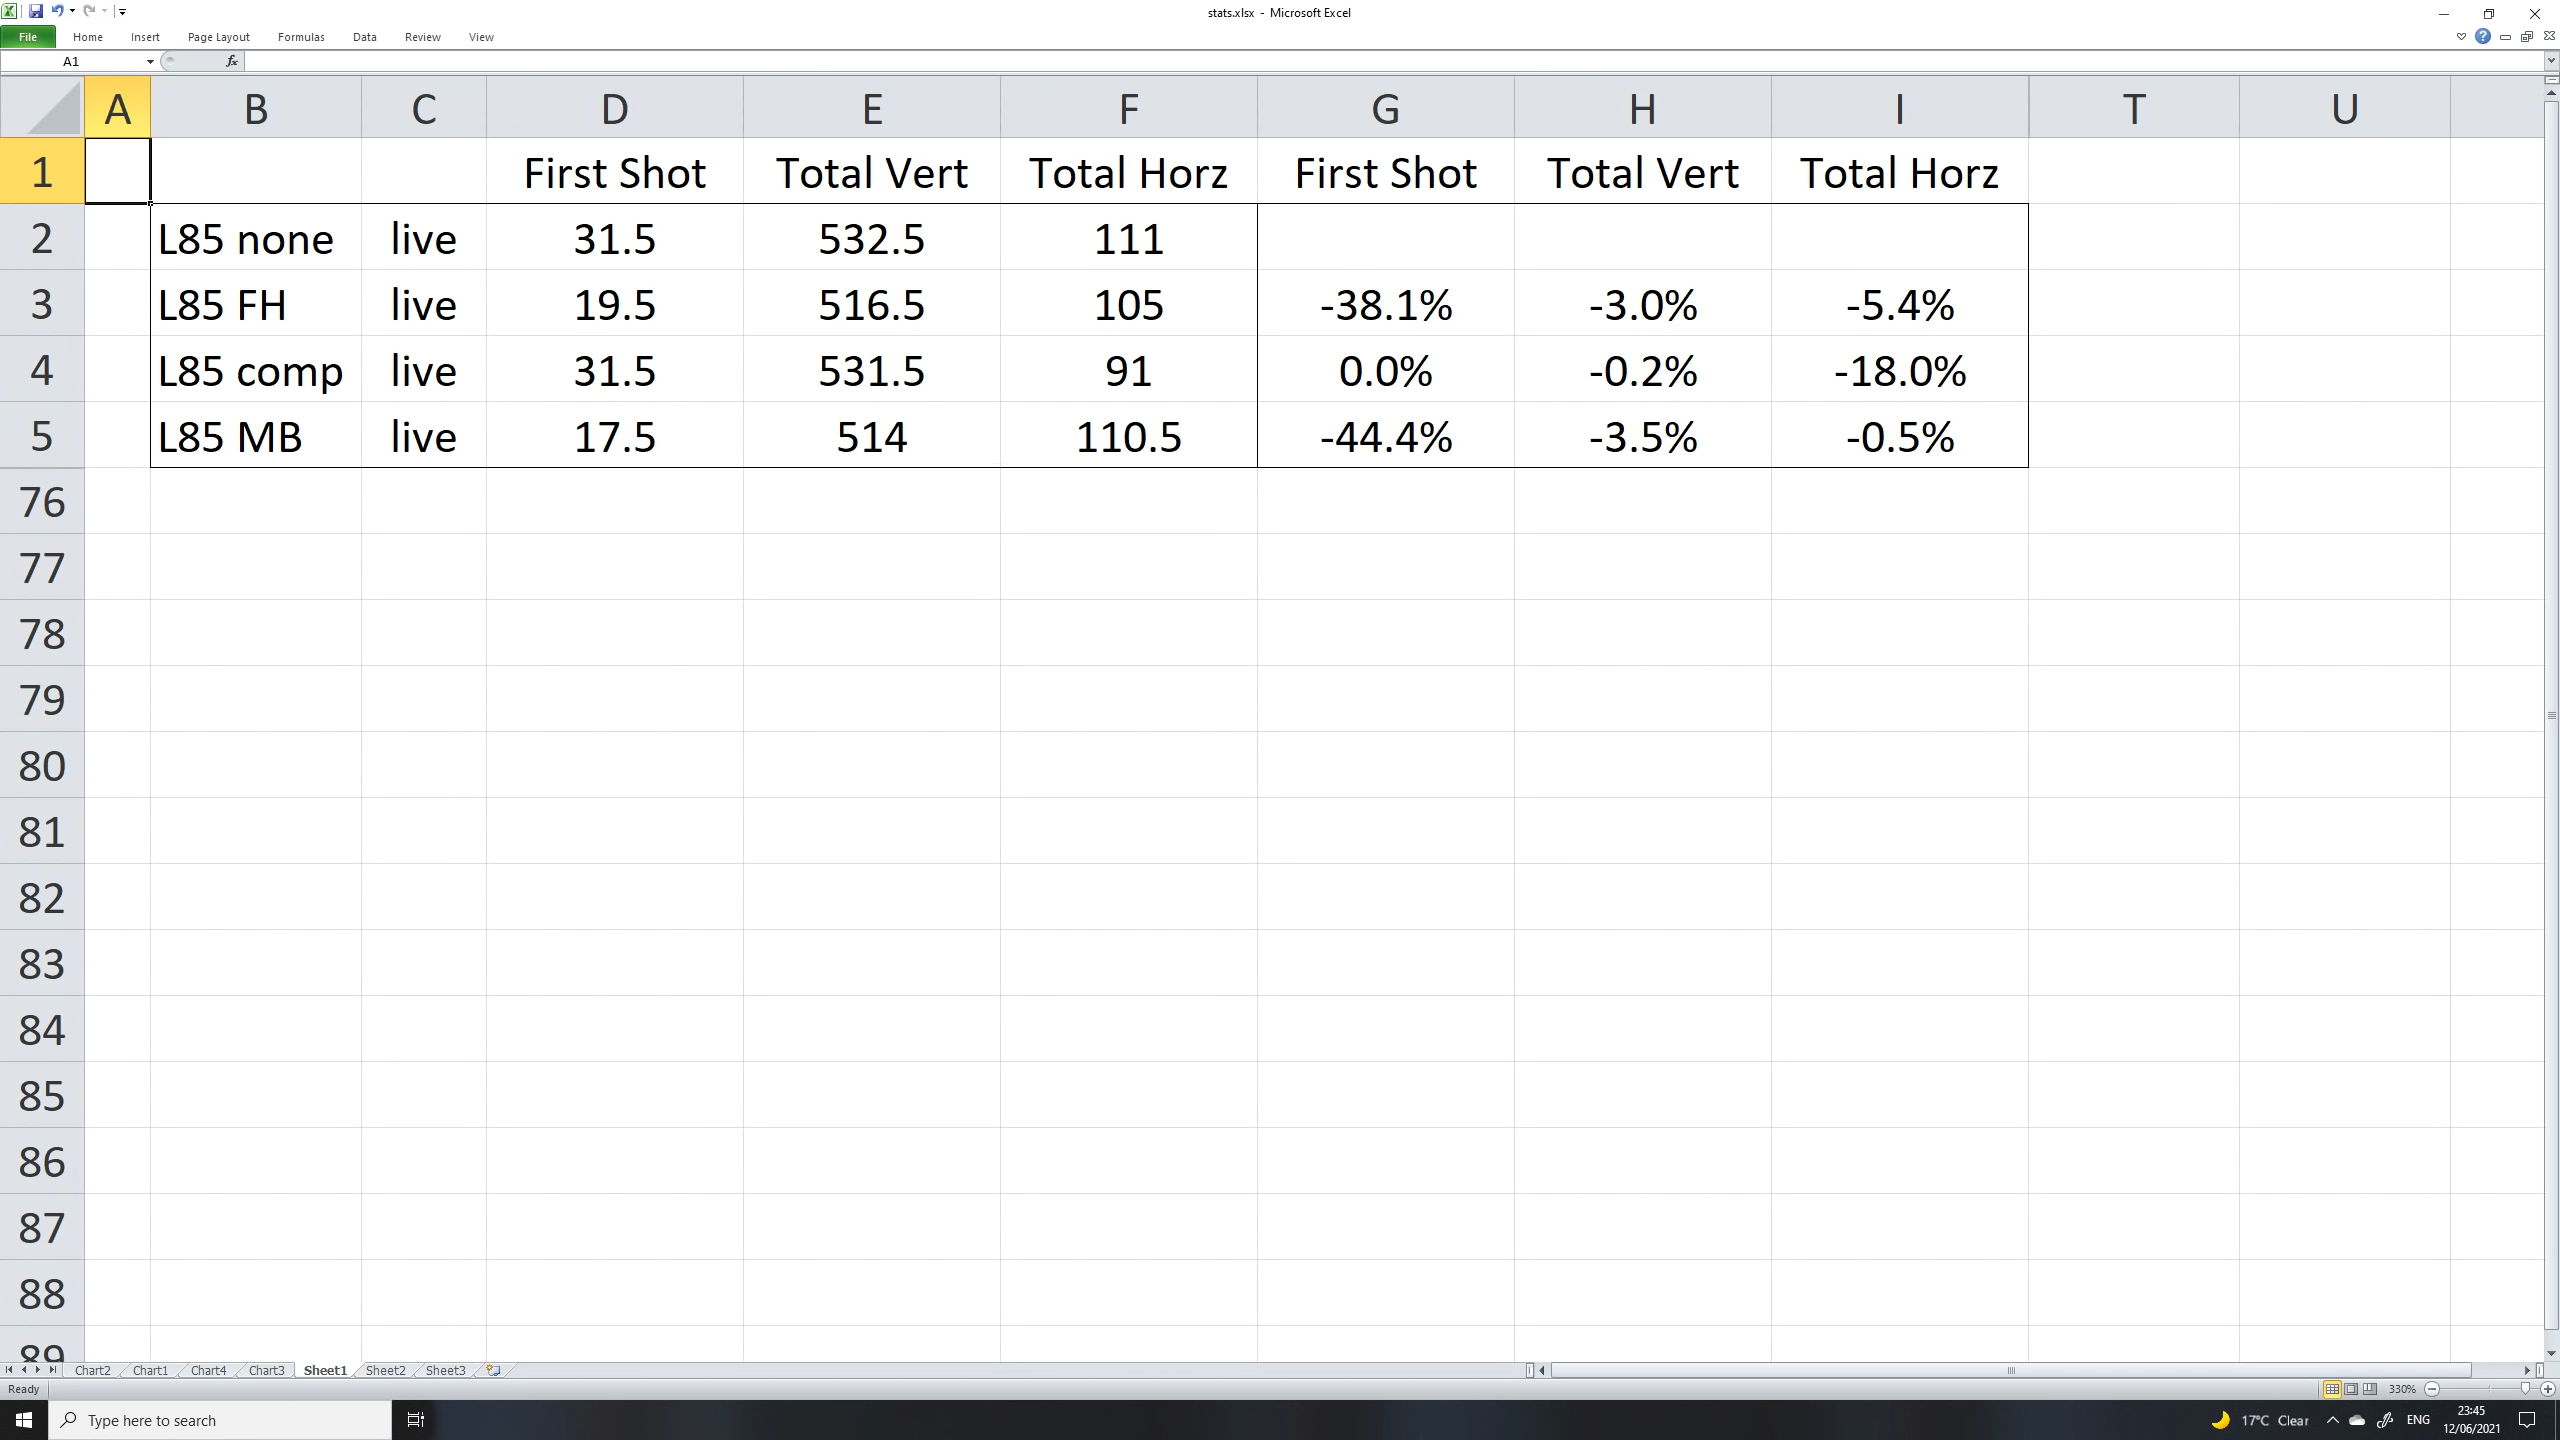 stats.xlsx - Microsoft Excel
File Home Insert Page Layout Formulas Data Review View
A1 fx
A B C D E F G H I T U
1 First Shot Total Vert Total Horz First Shot Total Vert Total Horz
2 L85 none live 31.5 532.5 111
3 L85 FH live 19.5 516.5 105 -38.1% -3.0% -5.4%
4 L85 comp live 31.5 531.5 91 0.0% -0.2% -18.0%
5 L85 MB live 17.5 514 110.5 -44.4% -3.5% -0.5%
76
77
78
79
80
81
82
83
84
85
86
87
88
89
Chart2 Chart1 Chart4 Chart3 Sheet1 Sheet2 Sheet3
Ready 330%
Type here to search 17°C Clear ENG 23:45
12/06/2021